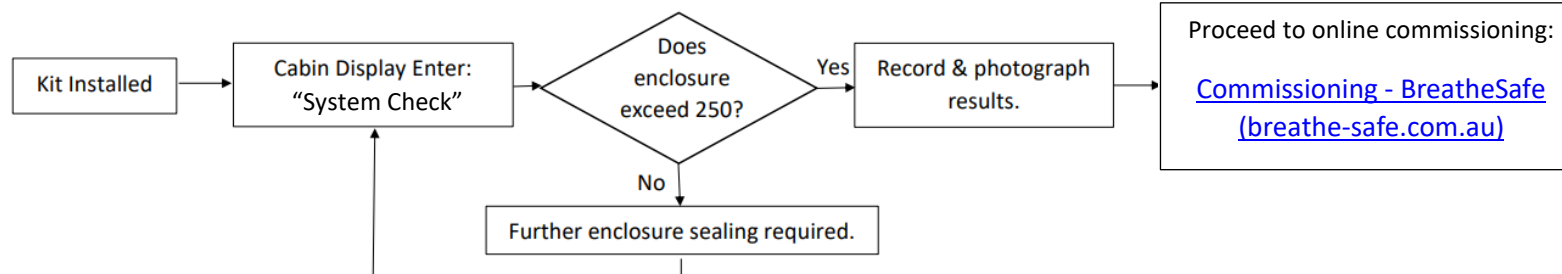 Kit Installed
Cabin Display Enter:
“System Check”
Does
enclosure
exceed 250?
Yes
Record & photograph
results.
Proceed to online commissioning:
Commissioning - BreatheSafe
(breathe-safe.com.au)
No
Further enclosure sealing required.